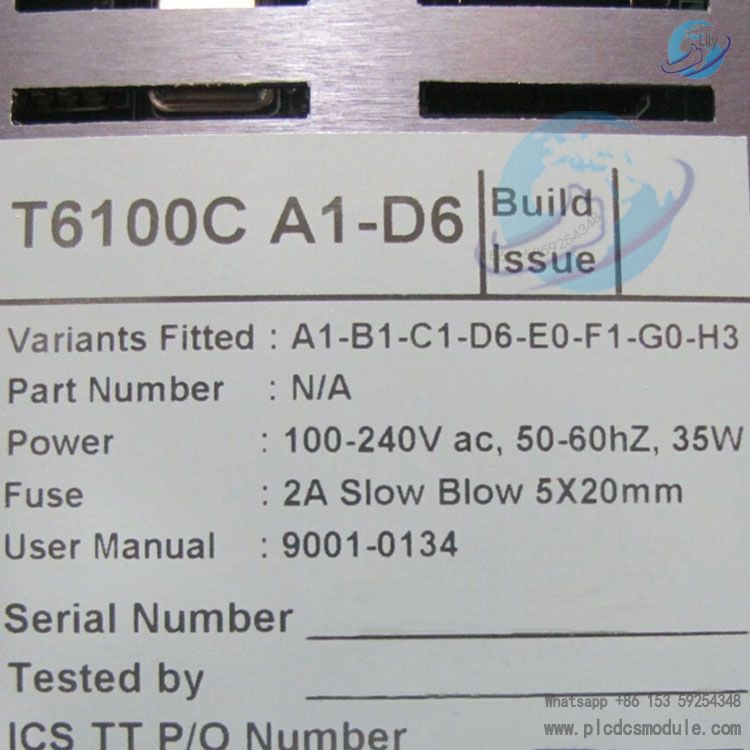 Lily
T6100C A1-D6
Build
Issue
Variants Fitted : A1-B1-C1-D6-E0-F1-G0-H3
Part Number : N/A
Power : 100-240V ac, 50-60hZ, 35W
Fuse : 2A Slow Blow 5X20mm
User Manual : 9001-0134
Serial Number
Tested by
ICS TT P/O Number
Whatsapp +86 153 59254348
www.plcdcsmodule.com